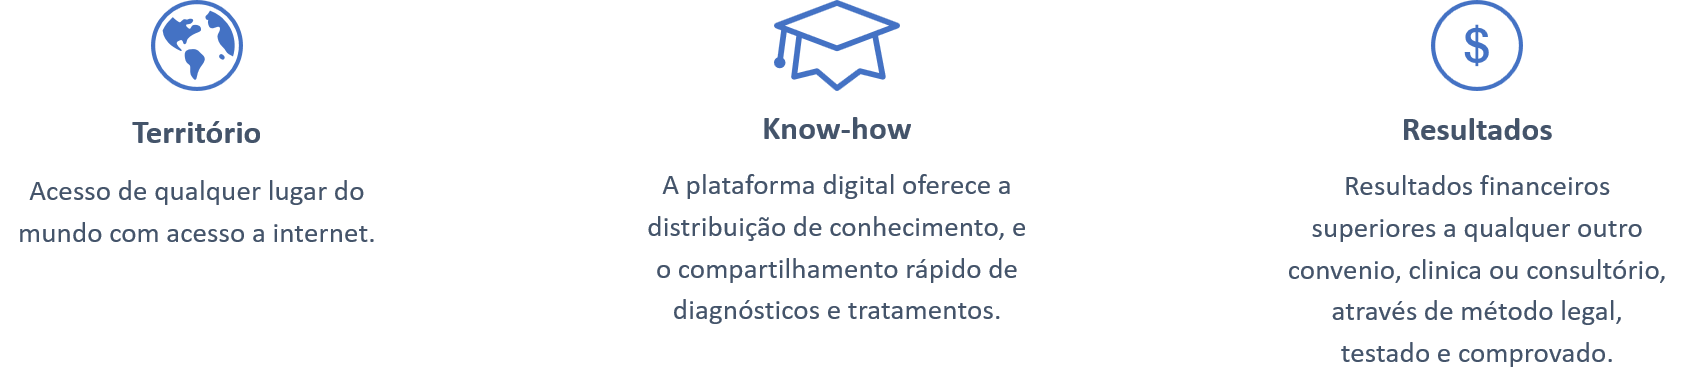 $
Território
Acesso de qualquer lugar do
mundo com acesso a internet.
Know-how
A plataforma digital oferece a
distribuição de conhecimento, e
o compartilhamento rápido de
diagnósticos e tratamentos.
Resultados
Resultados financeiros
superiores a qualquer outro
convenio, clinica ou consultório,
através de método legal,
testado e comprovado.